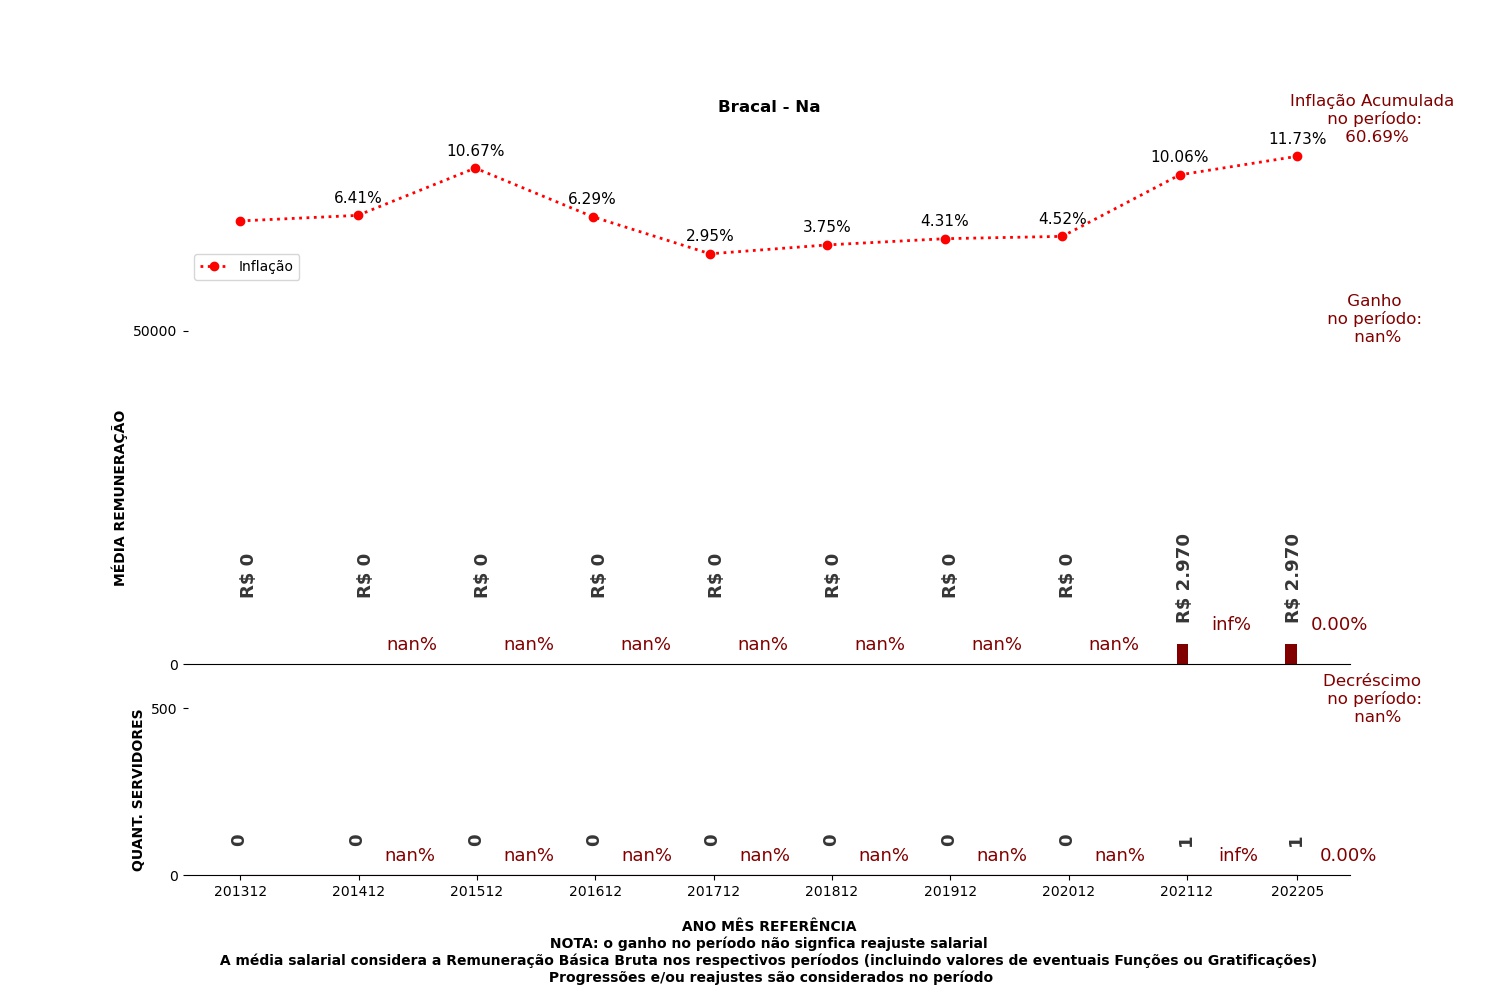 Bracal - Na
Inflação Acumulada
no período:
60.69%
6.41%
10.67%
6.29%
2.95%
3.75%
4.31%
4.52%
10.06%
11.73%
Inflação
Ganho
no período:
nan%
50000
0
MÉDIA REMUNERAÇÃO
R$ 0
R$ 0
R$ 0
R$ 0
R$ 0
R$ 0
R$ 0
R$ 0
R$ 2.970
R$ 2.970
nan%
nan%
nan%
nan%
nan%
nan%
nan%
inf%
0.00%
Decréscimo
no período:
nan%
500
0
QUANT. SERVIDORES
0
0
0
0
0
0
0
0
1
1
nan%
nan%
nan%
nan%
nan%
nan%
nan%
inf%
0.00%
201312
201412
201512
201612
201712
201812
201912
202012
202112
202205
ANO MÊS REFERÊNCIA
NOTA: o ganho no período não signfica reajuste salarial
A média salarial considera a Remuneração Básica Bruta nos respectivos períodos (incluindo valores de eventuais Funções ou Gratificações)
Progressões e/ou reajustes são considerados no período